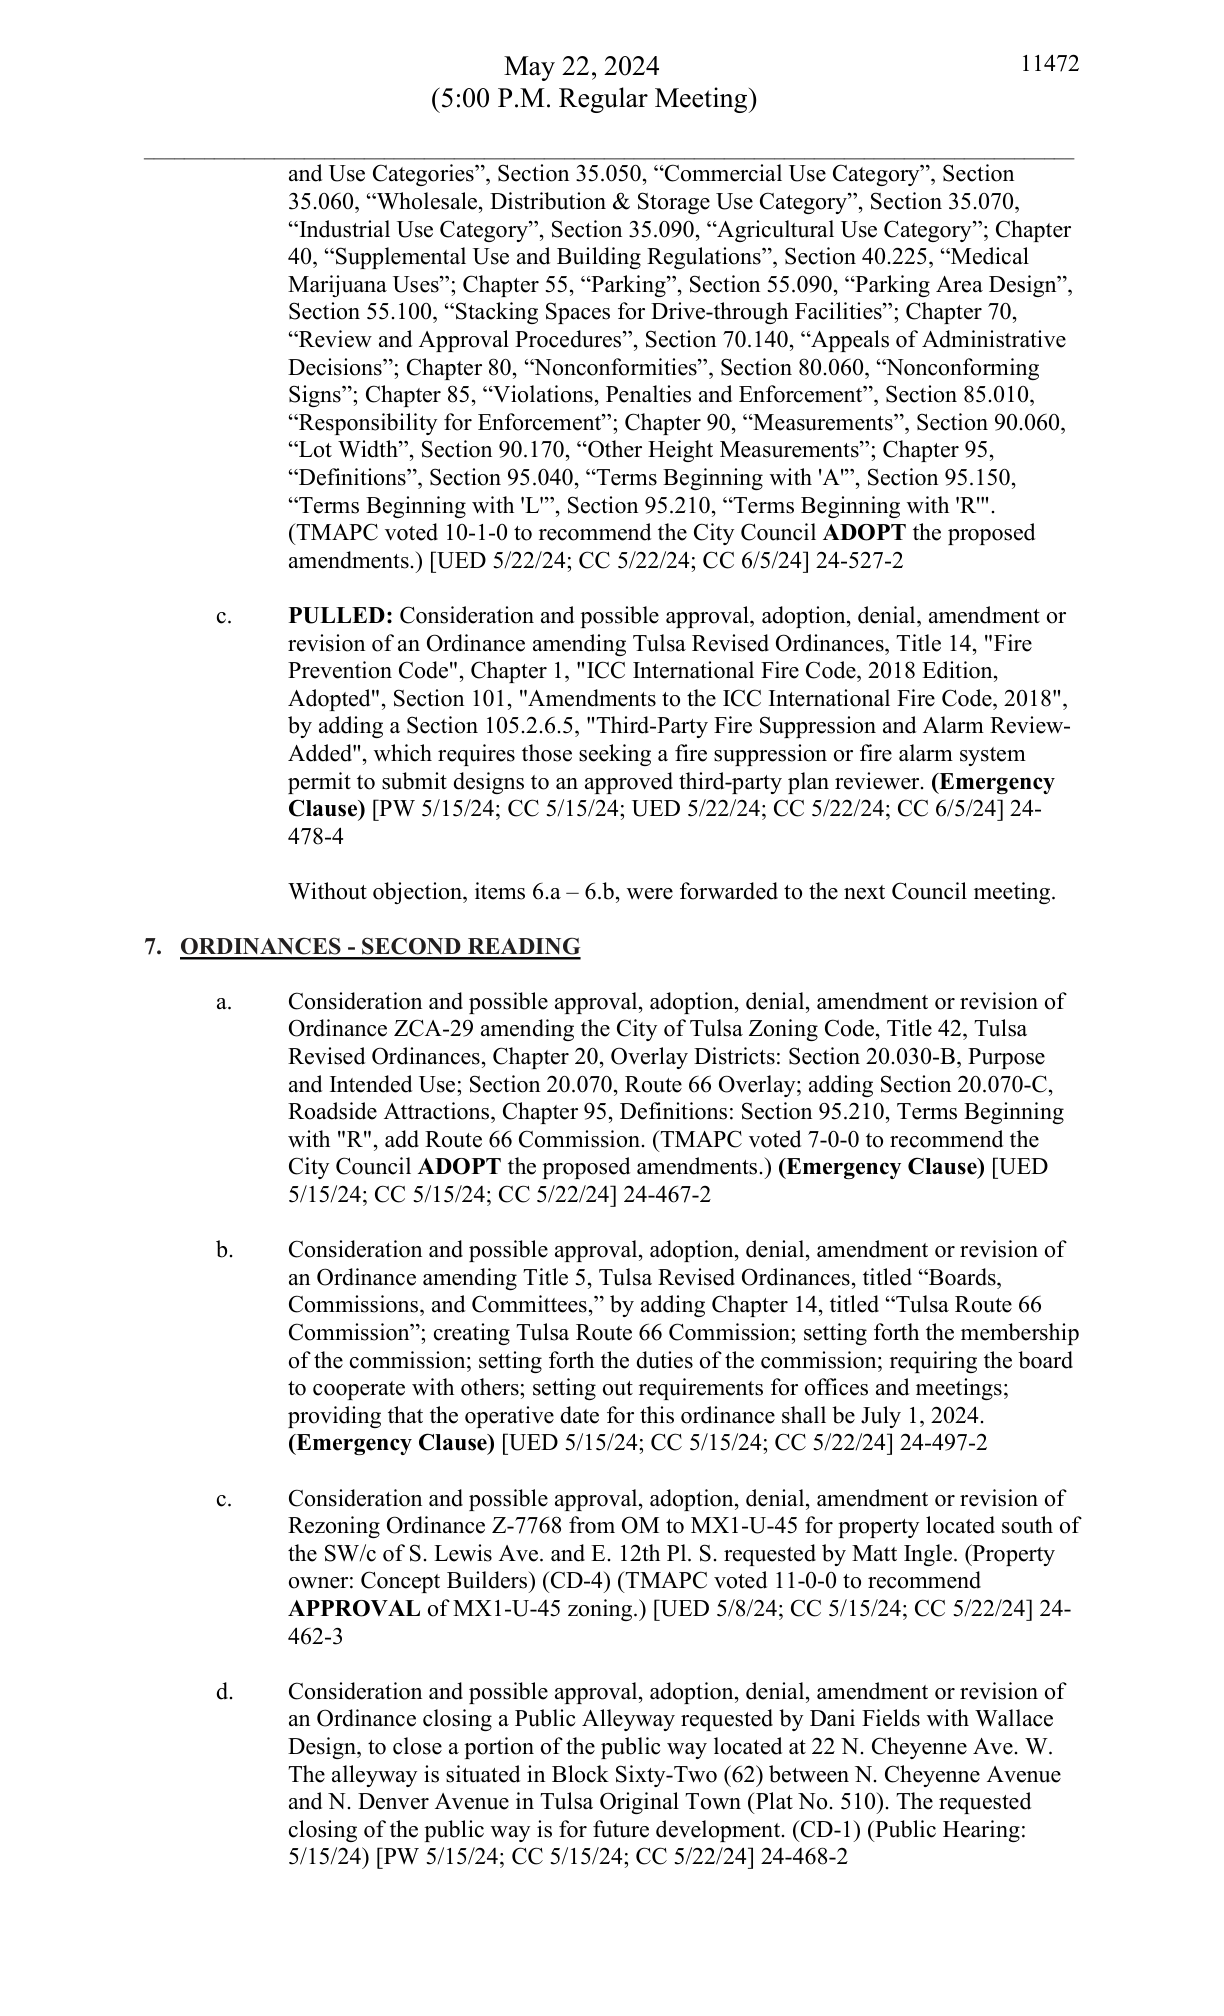 May 22, 2024
11472
(5:00 P.M. Regular Meeting)
and Use Categories”, Section 35.050, “Commercial Use Category”, Section
35.060, “Wholesale, Distribution & Storage Use Category”, Section 35.070,
“Industrial Use Category”, Section 35.090, “Agricultural Use Category”; Chapter
40, “Supplemental Use and Building Regulations”, Section 40.225, “Medical
Marijuana Uses”; Chapter 55, “Parking”, Section 55.090, “Parking Area Design”,
Section 55.100, “Stacking Spaces for Drive-through Facilities”; Chapter 70,
“Review and Approval Procedures”, Section 70.140, “Appeals of Administrative
Decisions”; Chapter 80, “Nonconformities”, Section 80.060, “Nonconforming
Signs”; Chapter 85, “Violations, Penalties and Enforcement”, Section 85.010,
“Responsibility for Enforcement”; Chapter 90, “Measurements”, Section 90.060,
“Lot Width”, Section 90.170, “Other Height Measurements”; Chapter 95,
“Definitions”, Section 95.040, “Terms Beginning with 'A'”, Section 95.150,
“Terms Beginning with 'L'”, Section 95.210, “Terms Beginning with 'R'".
(TMAPC voted 10-1-0 to recommend the City Council ADOPT the proposed
amendments.) [UED 5/22/24; CC 5/22/24; CC 6/5/24] 24-527-2
c. PULLED: Consideration and possible approval, adoption, denial, amendment or
revision of an Ordinance amending Tulsa Revised Ordinances, Title 14, "Fire
Prevention Code", Chapter 1, "ICC International Fire Code, 2018 Edition,
Adopted", Section 101, "Amendments to the ICC International Fire Code, 2018",
by adding a Section 105.2.6.5, "Third-Party Fire Suppression and Alarm Review-
Added", which requires those seeking a fire suppression or fire alarm system
permit to submit designs to an approved third-party plan reviewer. (Emergency
Clause) [PW 5/15/24; CC 5/15/24; UED 5/22/24; CC 5/22/24; CC 6/5/24] 24-
478-4
Without objection, items 6.a – 6.b, were forwarded to the next Council meeting.
7. ORDINANCES - SECOND READING
a. Consideration and possible approval, adoption, denial, amendment or revision of
Ordinance ZCA-29 amending the City of Tulsa Zoning Code, Title 42, Tulsa
Revised Ordinances, Chapter 20, Overlay Districts: Section 20.030-B, Purpose
and Intended Use; Section 20.070, Route 66 Overlay; adding Section 20.070-C,
Roadside Attractions, Chapter 95, Definitions: Section 95.210, Terms Beginning
with "R", add Route 66 Commission. (TMAPC voted 7-0-0 to recommend the
City Council ADOPT the proposed amendments.) (Emergency Clause) [UED
5/15/24; CC 5/15/24; CC 5/22/24] 24-467-2
b. Consideration and possible approval, adoption, denial, amendment or revision of
an Ordinance amending Title 5, Tulsa Revised Ordinances, titled “Boards,
Commissions, and Committees,” by adding Chapter 14, titled “Tulsa Route 66
Commission”; creating Tulsa Route 66 Commission; setting forth the membership
of the commission; setting forth the duties of the commission; requiring the board
to cooperate with others; setting out requirements for offices and meetings;
providing that the operative date for this ordinance shall be July 1, 2024.
(Emergency Clause) [UED 5/15/24; CC 5/15/24; CC 5/22/24] 24-497-2
c. Consideration and possible approval, adoption, denial, amendment or revision of
Rezoning Ordinance Z-7768 from OM to MX1-U-45 for property located south of
the SW/c of S. Lewis Ave. and E. 12th Pl. S. requested by Matt Ingle. (Property
owner: Concept Builders) (CD-4) (TMAPC voted 11-0-0 to recommend
APPROVAL of MX1-U-45 zoning.) [UED 5/8/24; CC 5/15/24; CC 5/22/24] 24-
462-3
d. Consideration and possible approval, adoption, denial, amendment or revision of
an Ordinance closing a Public Alleyway requested by Dani Fields with Wallace
Design, to close a portion of the public way located at 22 N. Cheyenne Ave. W.
The alleyway is situated in Block Sixty-Two (62) between N. Cheyenne Avenue
and N. Denver Avenue in Tulsa Original Town (Plat No. 510). The requested
closing of the public way is for future development. (CD-1) (Public Hearing:
5/15/24) [PW 5/15/24; CC 5/15/24; CC 5/22/24] 24-468-2